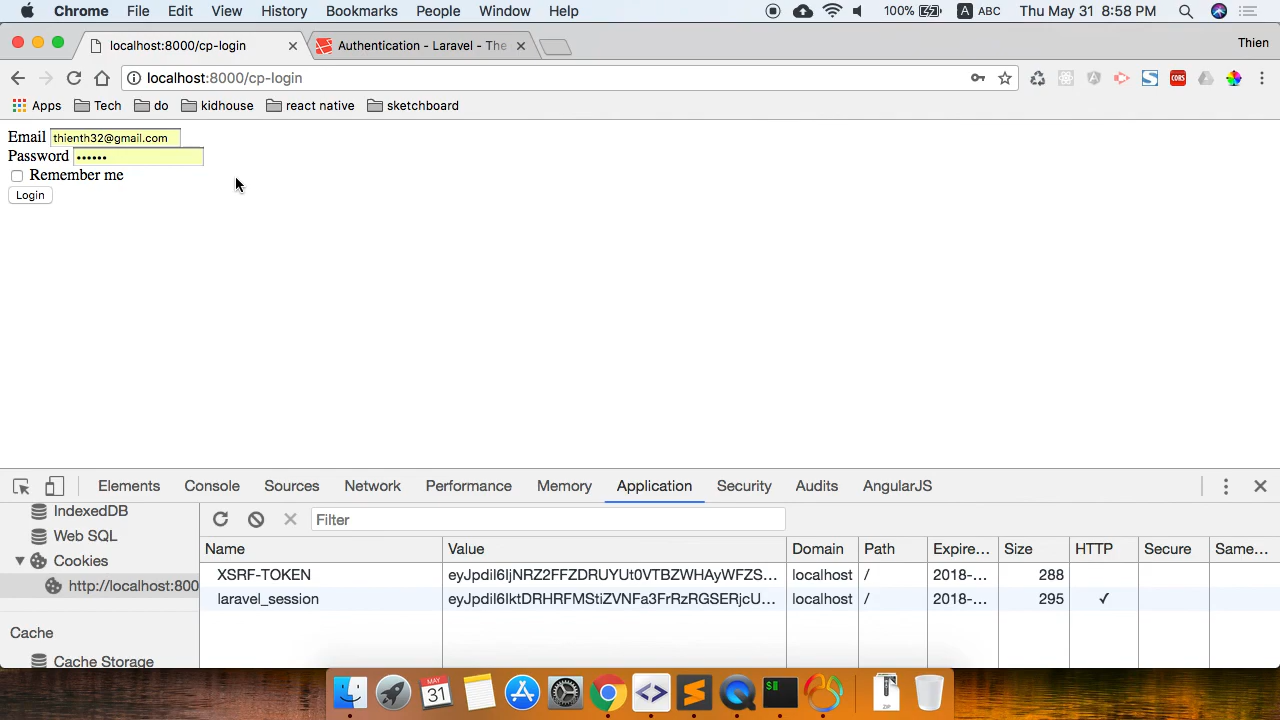 Chrome File Edit View History Bookmarks People Window Help 100% A ABC Thu May 31 8:58 PM
localhost:8000/cp-login Authentication - Laravel - The Thien
localhost:8000/cp-login
Apps Tech do kidhouse react native sketchboard
Email thienth32@gmail.com
Password ••••••
Remember me
Login
Elements Console Sources Network Performance Memory Application Security Audits AngularJS
IndexedDB
Web SQL
Cookies
http://localhost:800
Cache
Cache Storage
Filter
Name Value Domain Path Expire... Size HTTP Secure Same...
XSRF-TOKEN localhost / 2018-... 288
laravel_session localhost / 2018-... 295 ✓